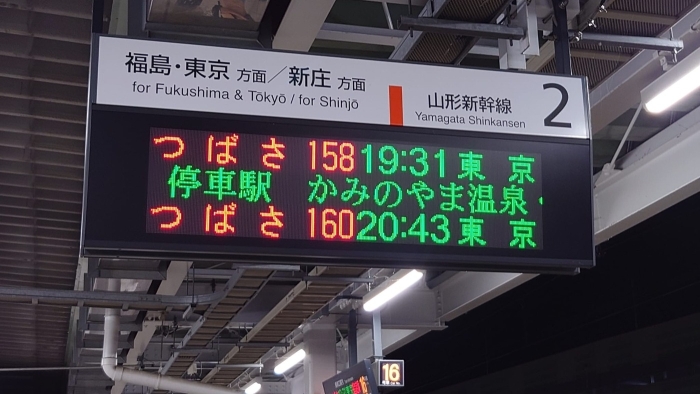 福島・東京 方面／新庄 方面
for Fukushima & Tōkyō / for Shinjō
山形新幹線
Yamagata Shinkansen
2
つばさ 158 19:31 東京
停車駅 かみのやま温泉・
つばさ 160 20:43 東京
16